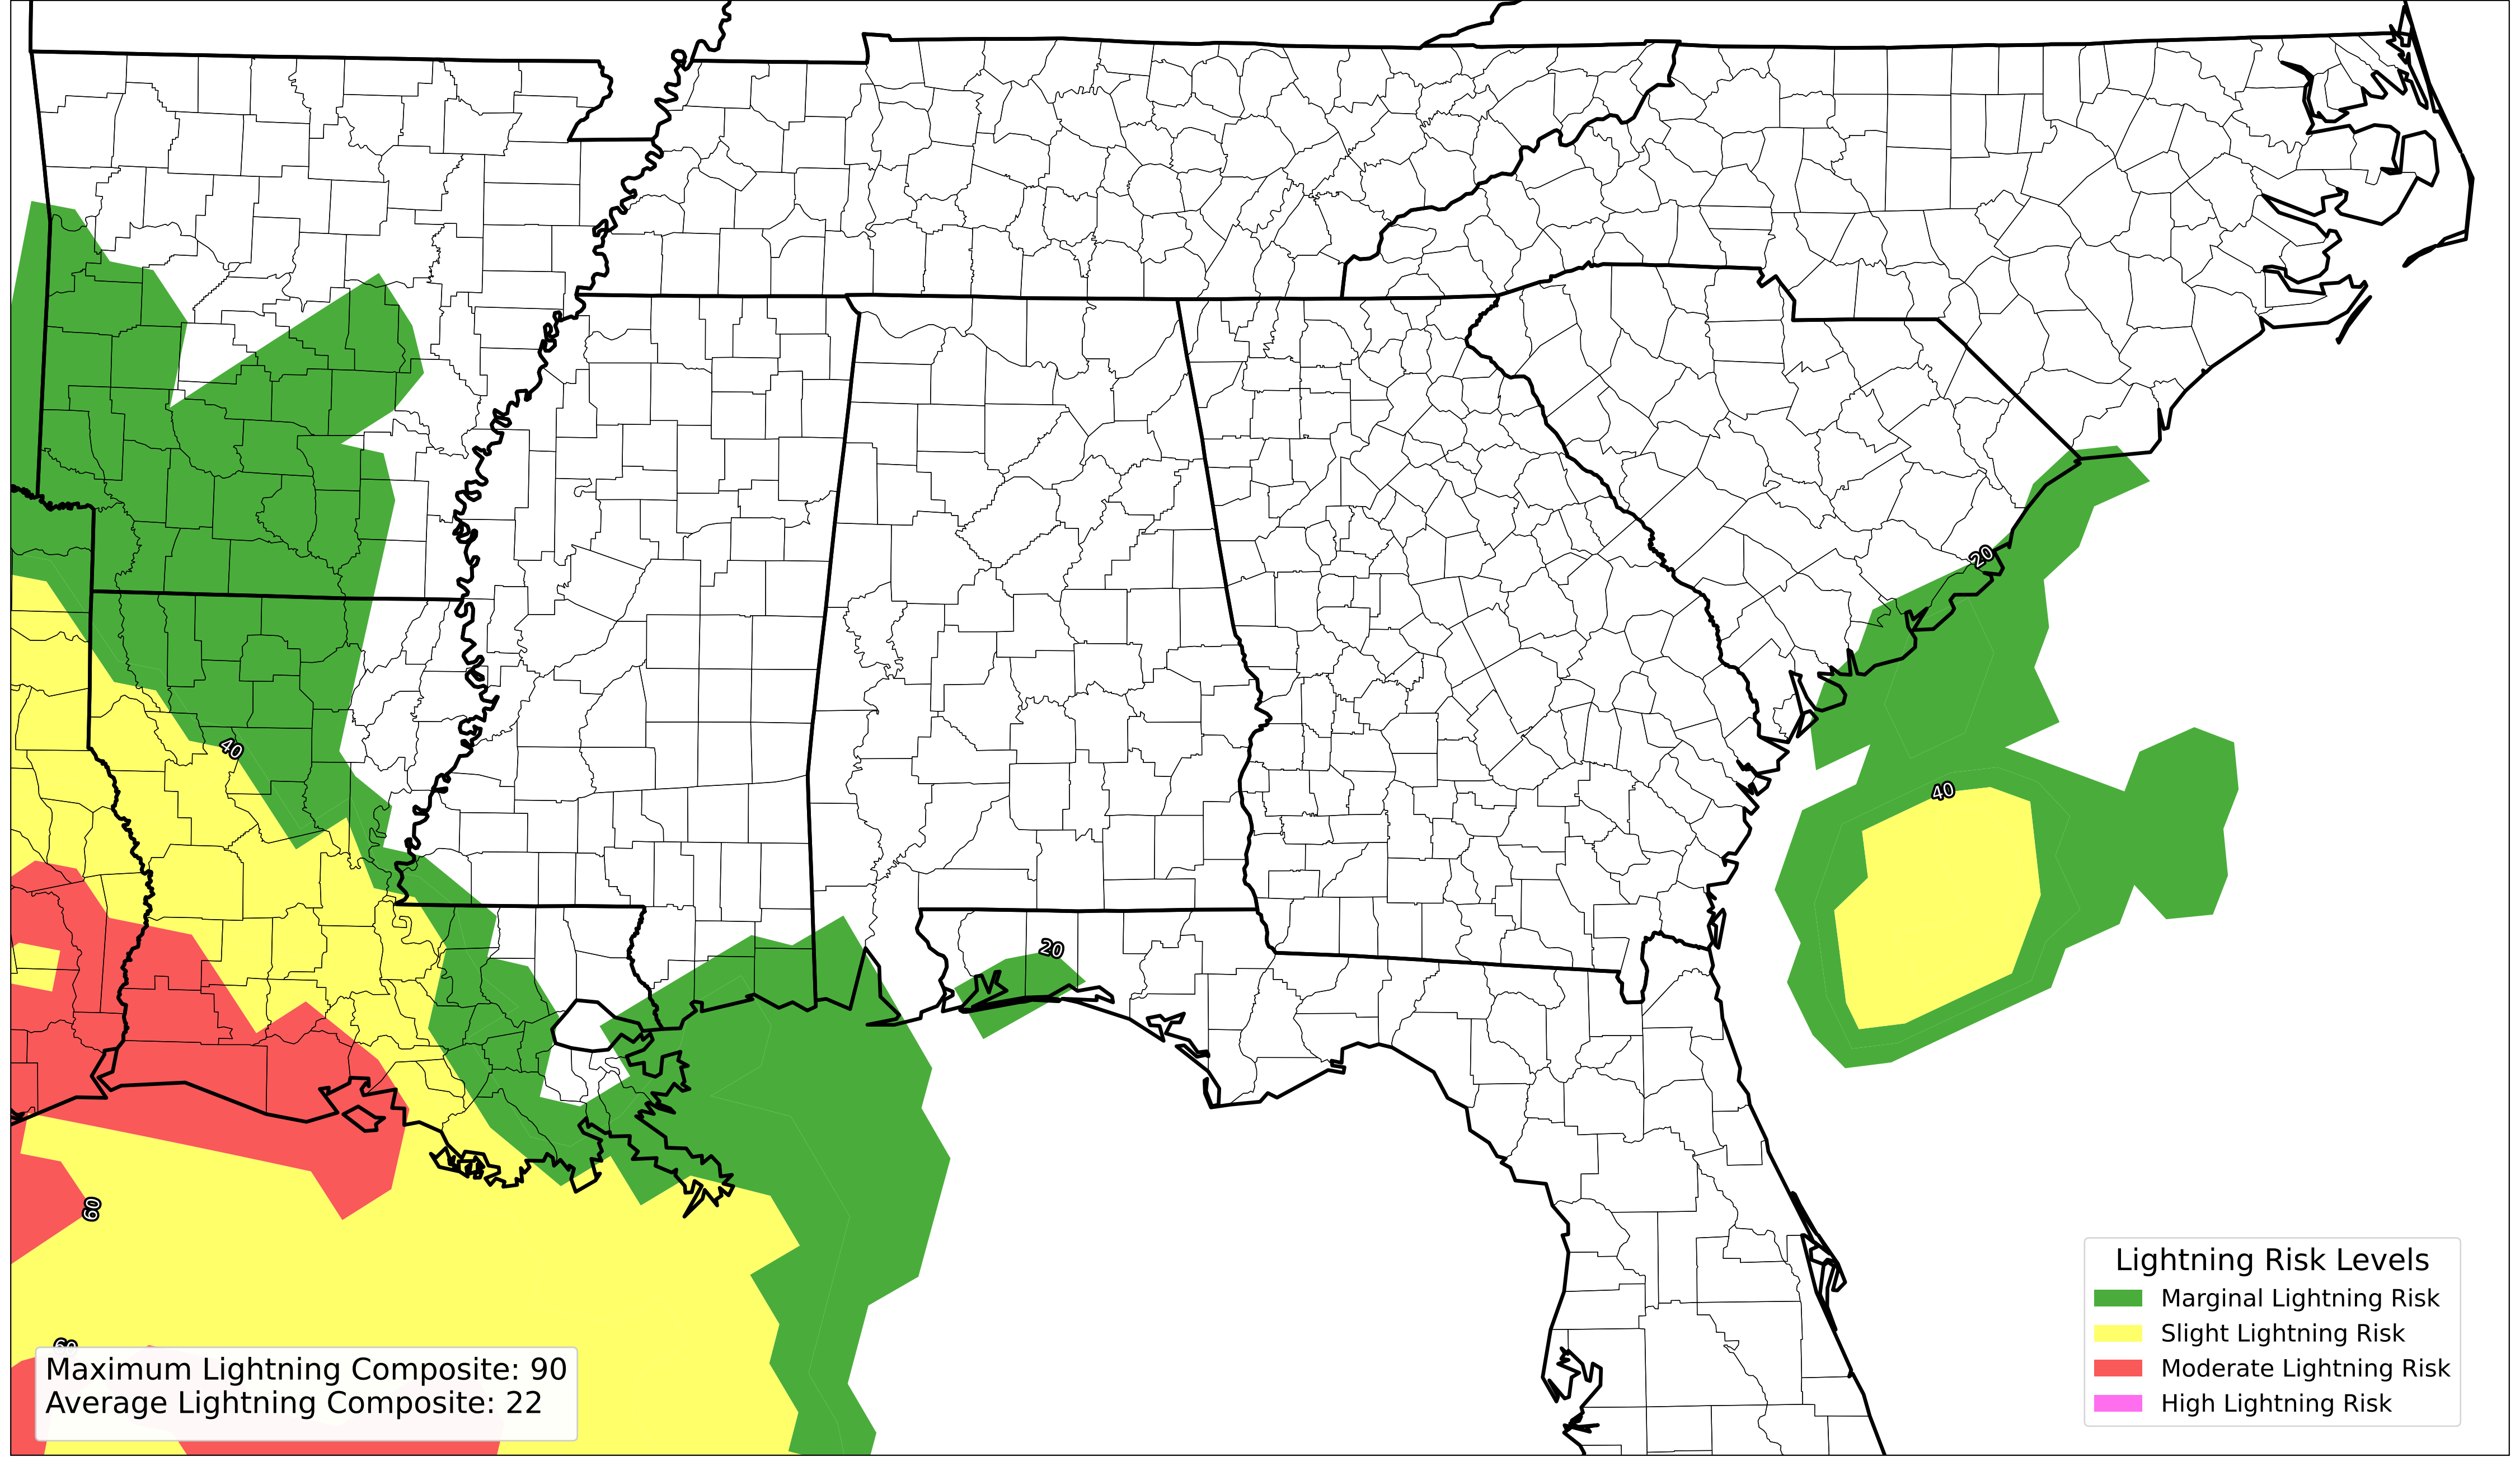 20
40
40
20
60
60
Maximum Lightning Composite: 90
Average Lightning Composite: 22
Lightning Risk Levels
Marginal Lightning Risk
Slight Lightning Risk
Moderate Lightning Risk
High Lightning Risk